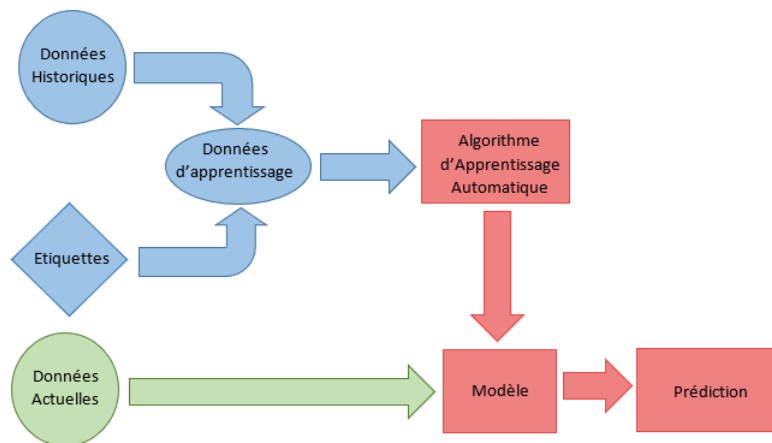 Données
Historiques
Données
d'apprentissage
Algorithme
d'Apprentissage
Automatique
Etiquettes
Données
Actuelles
Modèle
Prédiction